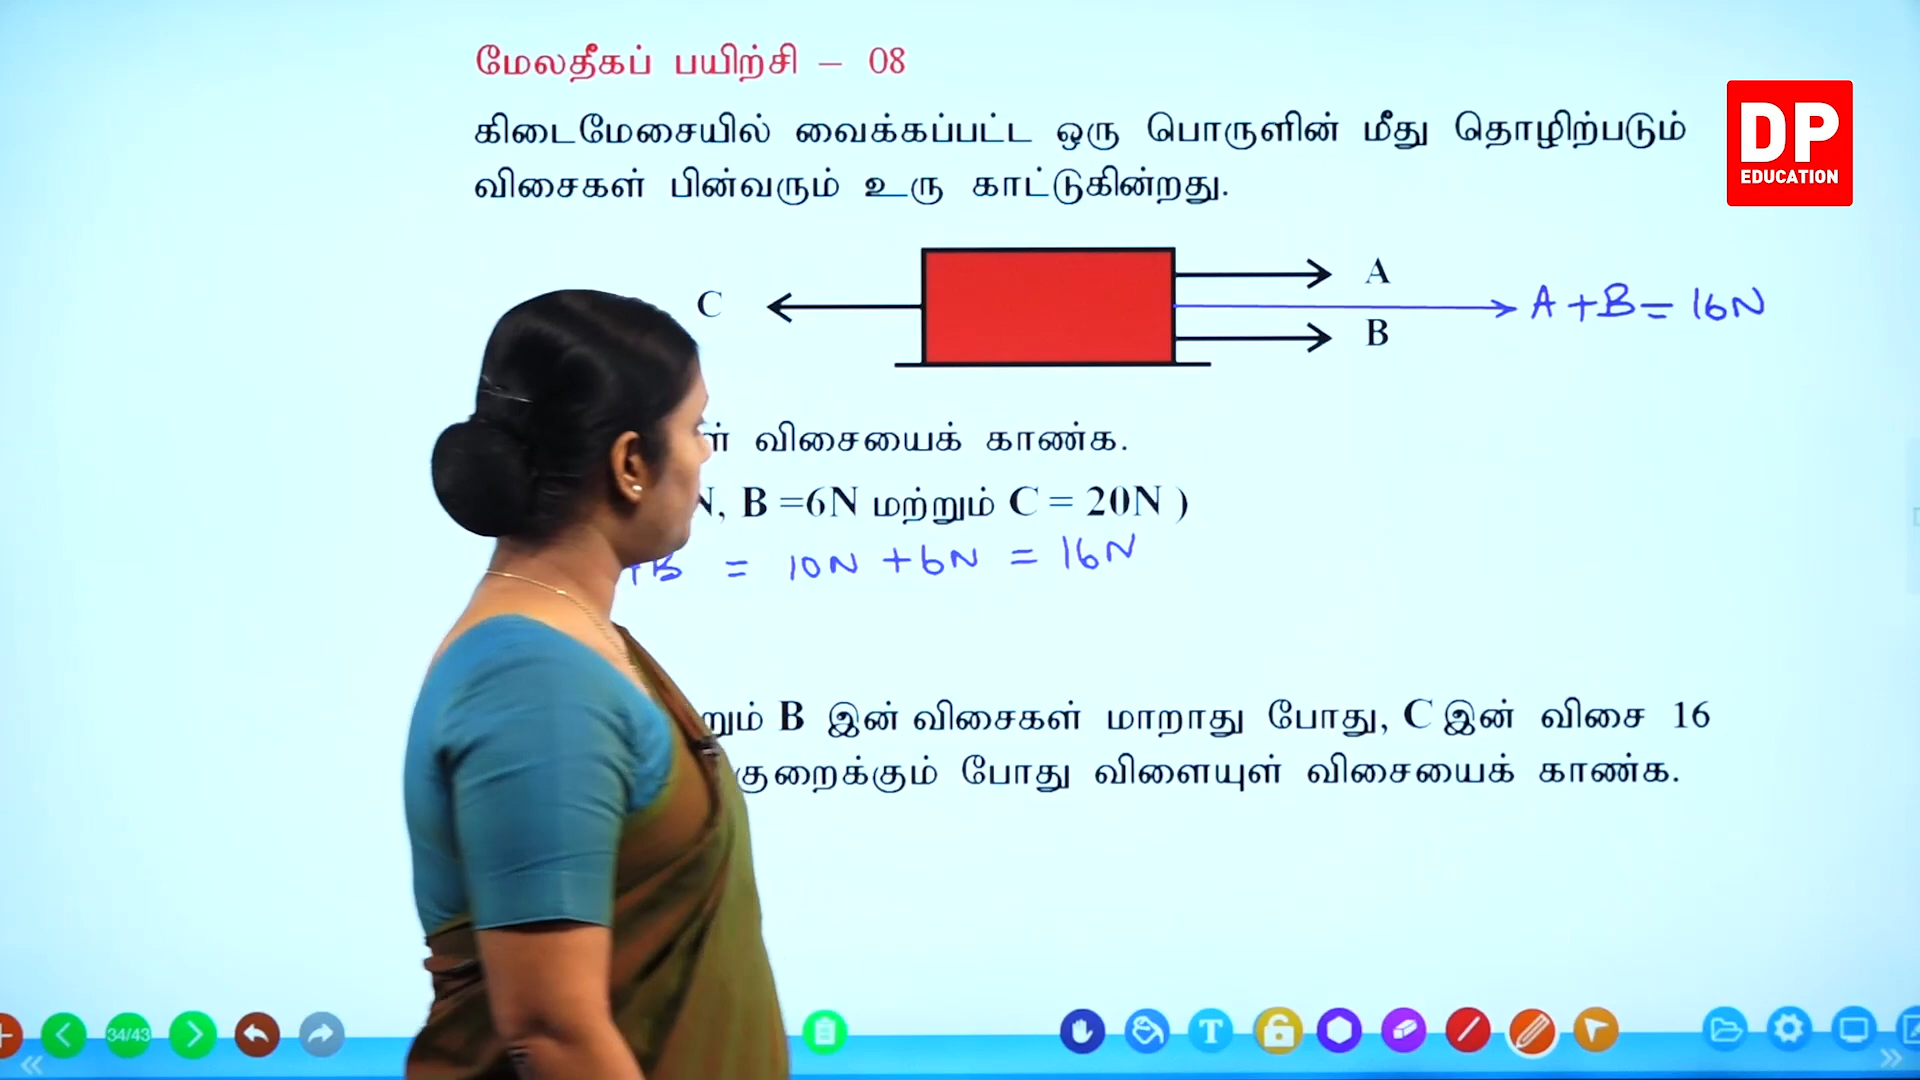 மேலதீகப் பயிற்சி – 08
கிடைமேசையில் வைக்கப்பட்ட ஒரு பொருளின் மீது தொழிற்படும்
விசைகள் பின்வரும் உரு காட்டுகின்றது.
DP
EDUCATION
A
C
A + B = 16N
B
விசையைக் காண்க.
N, B =6N மற்றும் C = 20N )
+B = 10N + 6N = 16N
B இன் விசைகள் மாறாது போது, C இன் விசை 16
குறைக்கும் போது விளையுள் விசையைக் காண்க.
34/43
T